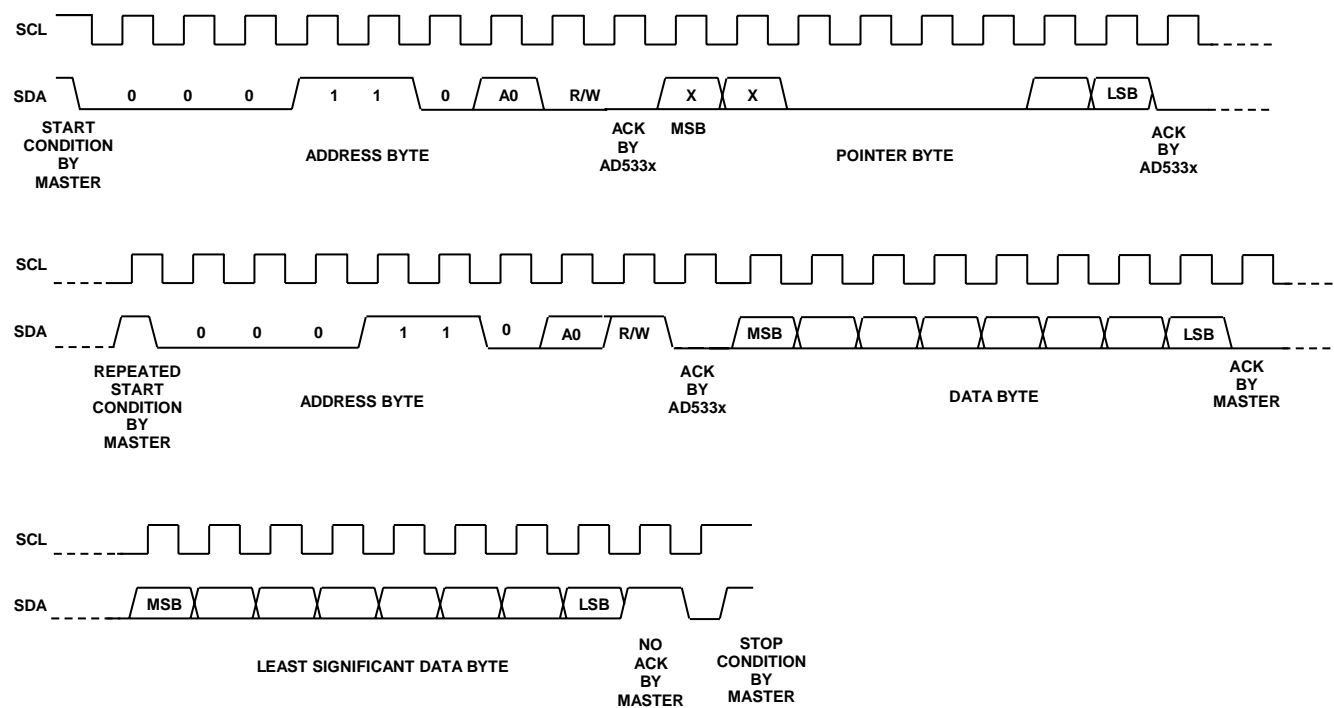 SCL
SDA
0 0 0 1 1 0 A0 R/W X X LSB
START
CONDITION
BY
MASTER
ADDRESS BYTE
ACK
BY
AD533x
MSB
POINTER BYTE
ACK
BY
AD533x
SCL
SDA
0 0 0 1 1 0 A0 R/W MSB LSB
REPEATED
START
CONDITION
BY
MASTER
ADDRESS BYTE
ACK
BY
AD533x
DATA BYTE
ACK
BY
MASTER
SCL
SDA
MSB LSB
LEAST SIGNIFICANT DATA BYTE
NO
ACK
BY
MASTER
STOP
CONDITION
BY
MASTER